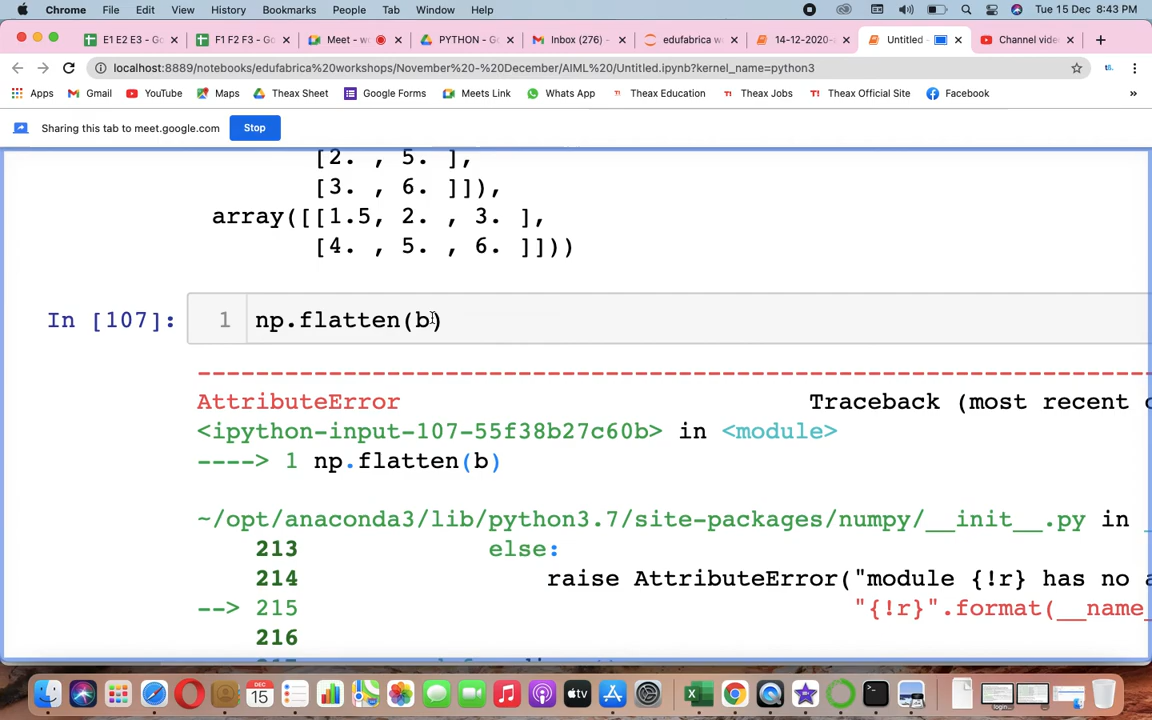 Chrome File Edit View History Bookmarks People Tab Window Help Tue 15 Dec 8:43 PM
E1 E2 E3 - Go F1 F2 F3 - Go Meet - w PYTHON - G Inbox (276) - edufabrica w 14-12-2020- Untitled Channel vide
localhost:8889/notebooks/edufabrica%20workshops/November%20-%20December/AIML%20/Untitled.ipynb?kernel_name=python3
Apps Gmail YouTube Maps Theax Sheet Google Forms Meets Link Whats App Theax Education Theax Jobs Theax Official Site Facebook »
Sharing this tab to meet.google.com Stop
[2. , 5. ],
[3. , 6. ]]),
array([[1.5, 2. , 3. ],
[4. , 5. , 6. ]]))
In [107]: 1 np.flatten(b)
---------------------------------------------------------------------------
AttributeError Traceback (most recent
<ipython-input-107-55f38b27c60b> in <module>
----> 1 np.flatten(b)
~/opt/anaconda3/lib/python3.7/site-packages/numpy/__init__.py in
213 else:
214 raise AttributeError("module {!r} has no
--> 215 "{!r}".format(__name_
216
DEC
15
tv